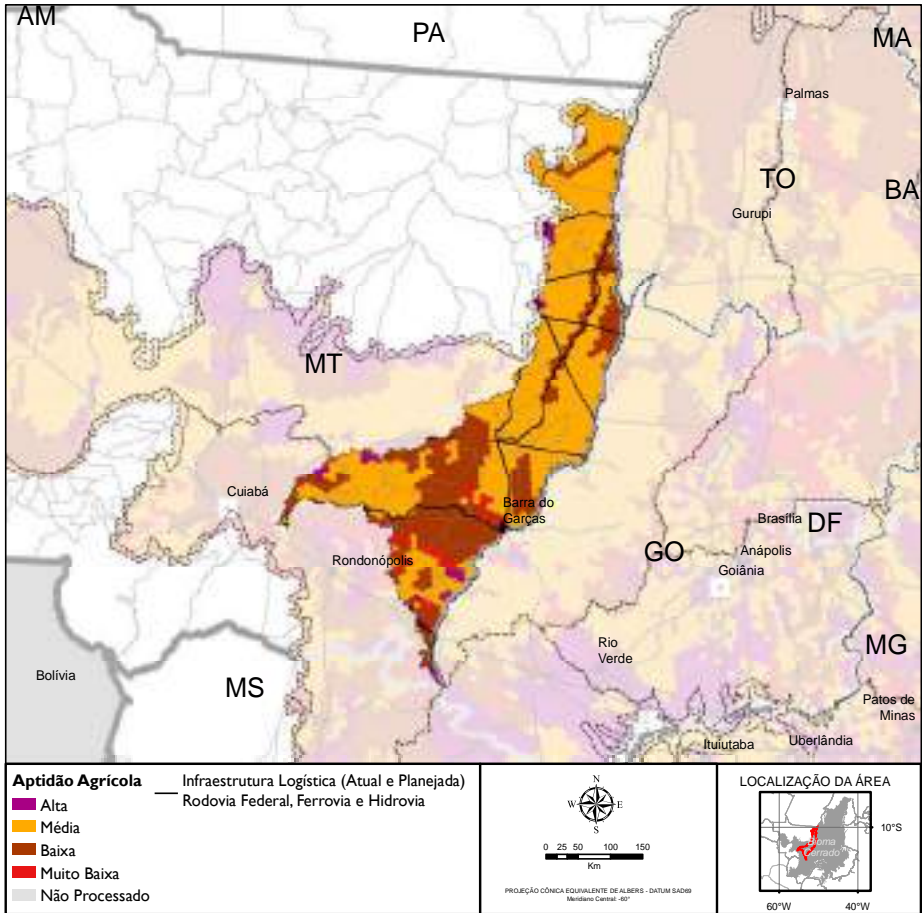 AM
PA
MA
Palmas
TO
BA
Gurupi
MT
Cuiabá
Barra do
Garças
Brasília
DF
Rondonópolis
GO
Anápolis
Goiânia
Rio
Verde
MG
Bolívia
MS
Patos de
Minas
Ituiutaba
Uberlândia
Aptidão Agrícola
Alta
Média
Baixa
Muito Baixa
Não Processado
Infraestrutura Logística (Atual e Planejada)
Rodovia Federal, Ferrovia e Hidrovia
N
W E
S
0 25 50 100 150
Km
PROJEÇÃO CÔNICA EQUIVALENTE DE ALBERS - DATUM SAD69
Meridiano Central: -60°
LOCALIZAÇÃO DA ÁREA
10°S
Bioma
Cerrado
60°W 40°W